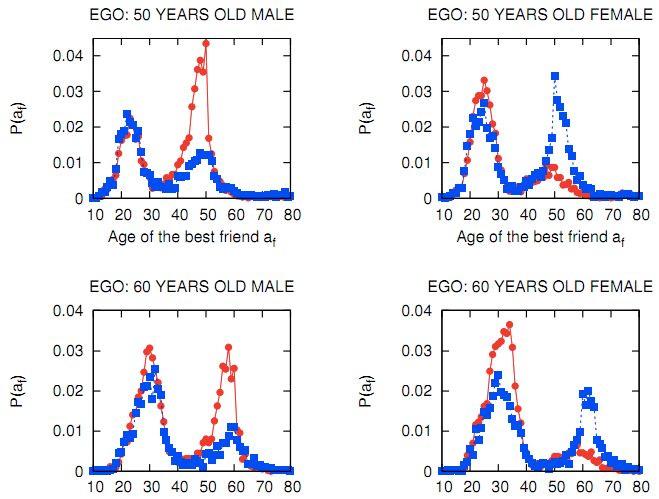 EGO: 50 YEARS OLD MALE
P(af)
0.04
0.03
0.02
0.01
0
10 20 30 40 50 60 70 80
Age of the best friend af
EGO: 50 YEARS OLD FEMALE
P(af)
0.04
0.03
0.02
0.01
0
10 20 30 40 50 60 70 80
Age of the best friend af
EGO: 60 YEARS OLD MALE
P(af)
0.04
0.03
0.02
0.01
0
10 20 30 40 50 60 70 80
EGO: 60 YEARS OLD FEMALE
P(af)
0.04
0.03
0.02
0.01
0
10 20 30 40 50 60 70 80